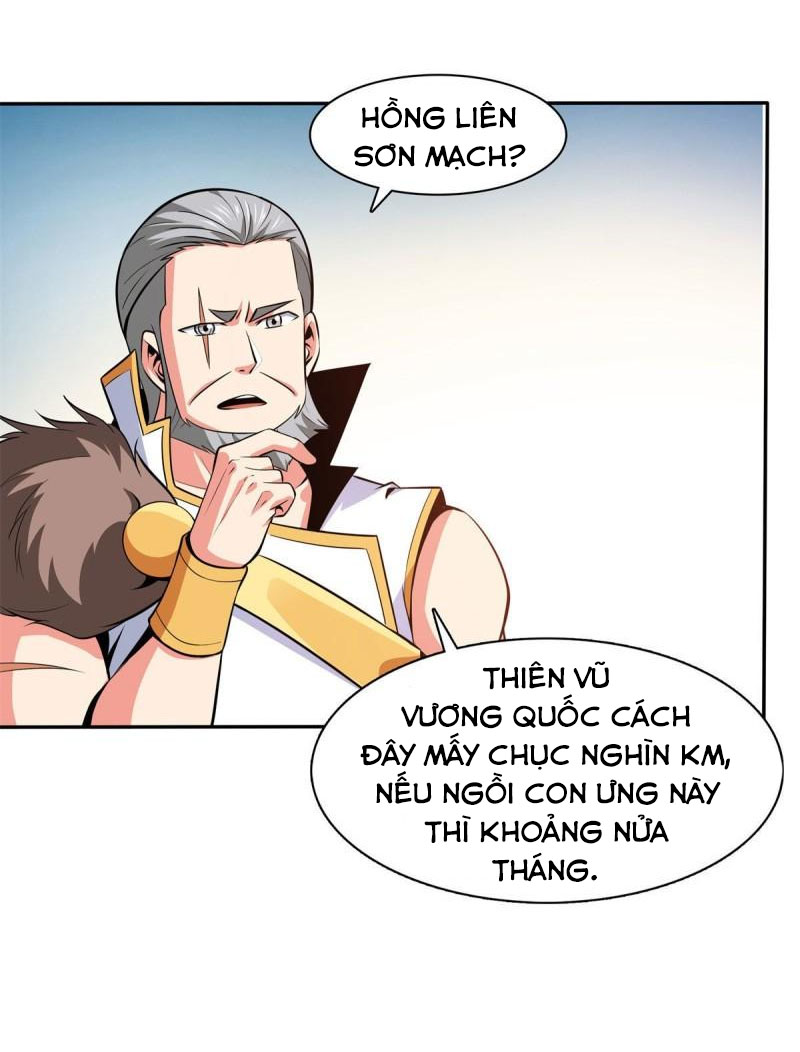 HỒNG LIÊN
SƠN MẠCH?
THIÊN VŨ
VƯƠNG QUỐC CÁCH
ĐÂY MẤY CHỤC NGHÌN KM,
NẾU NGỒI CON ƯNG NÀY
THÌ KHOẢNG NỬA
THÁNG.